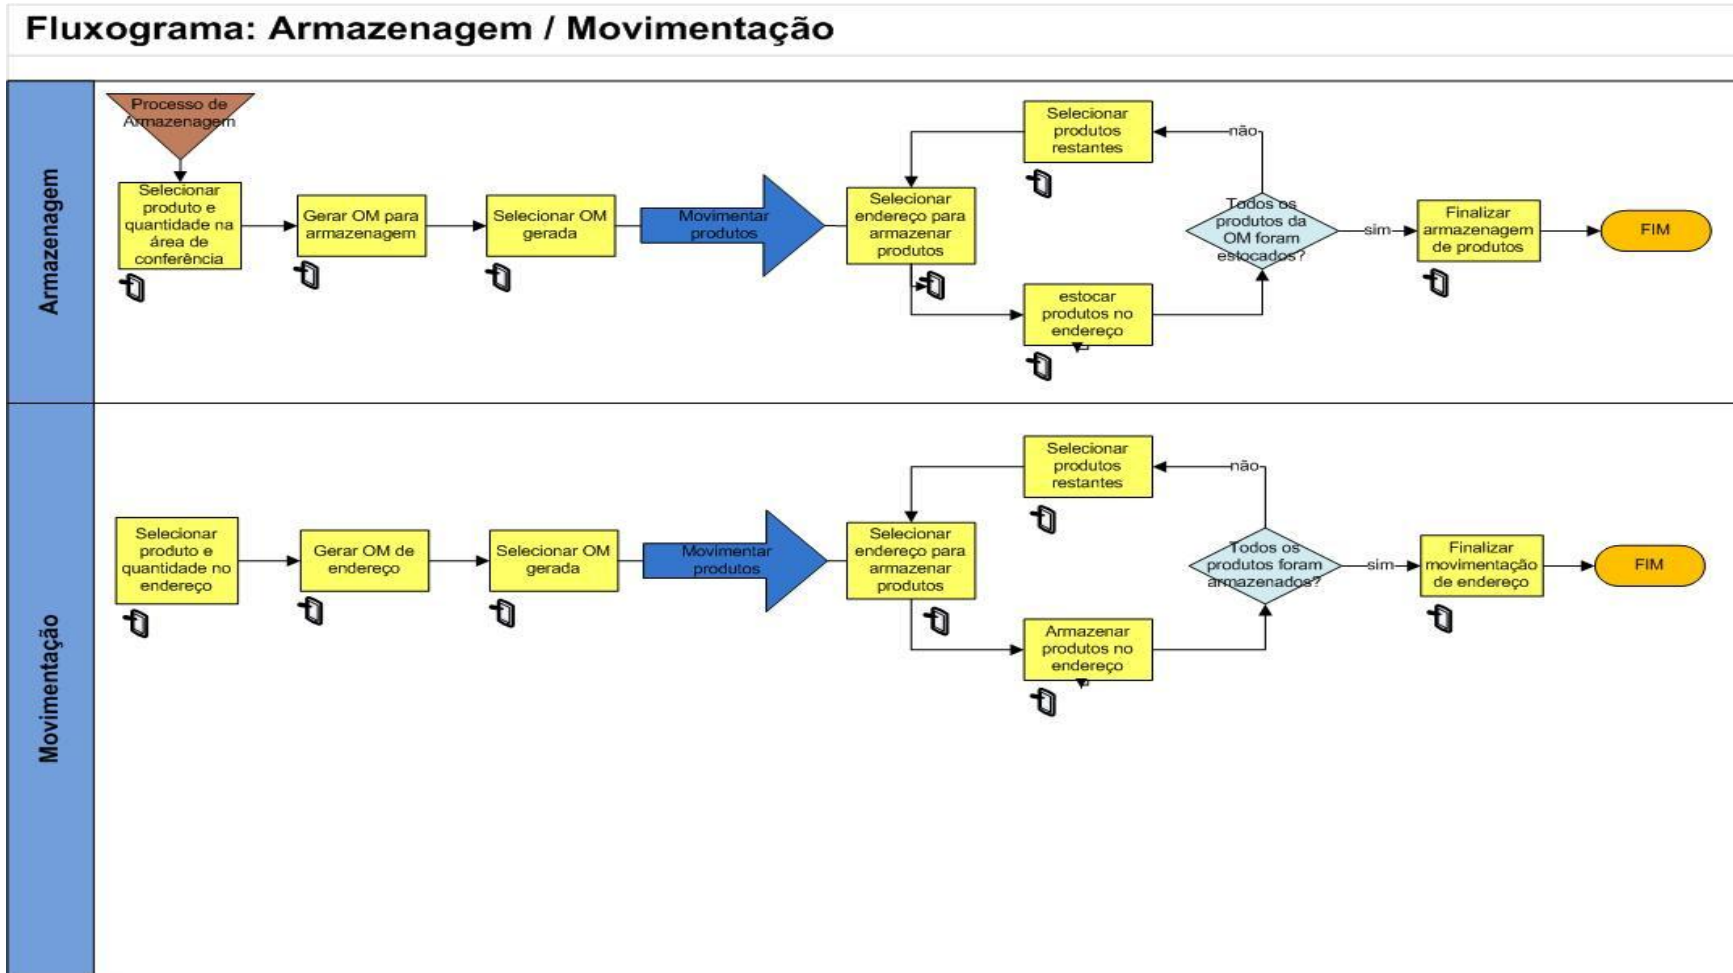 Fluxograma: Armazenagem / Movimentação
Armazenagem
Processo de
Armazenagem
Selecionar
produto e
quantidade na
área de
conferência
Gerar OM para
armazenagem
Selecionar OM
gerada
Movimentar
produtos
Selecionar
endereço para
armazenar
produtos
Selecionar
produtos
restantes
não
estocar
produtos no
endereço
Todos os
produtos da
OM foram
estocados?
sim
Finalizar
armazenagem
de produtos
FIM
Movimentação
Selecionar
produto e
quantidade no
endereço
Gerar OM de
endereço
Selecionar OM
gerada
Movimentar
produtos
Selecionar
endereço para
armazenar
produtos
Selecionar
produtos
restantes
não
Armazenar
produtos no
endereço
Todos os
produtos foram
armazenados?
sim
Finalizar
movimentação
de endereço
FIM